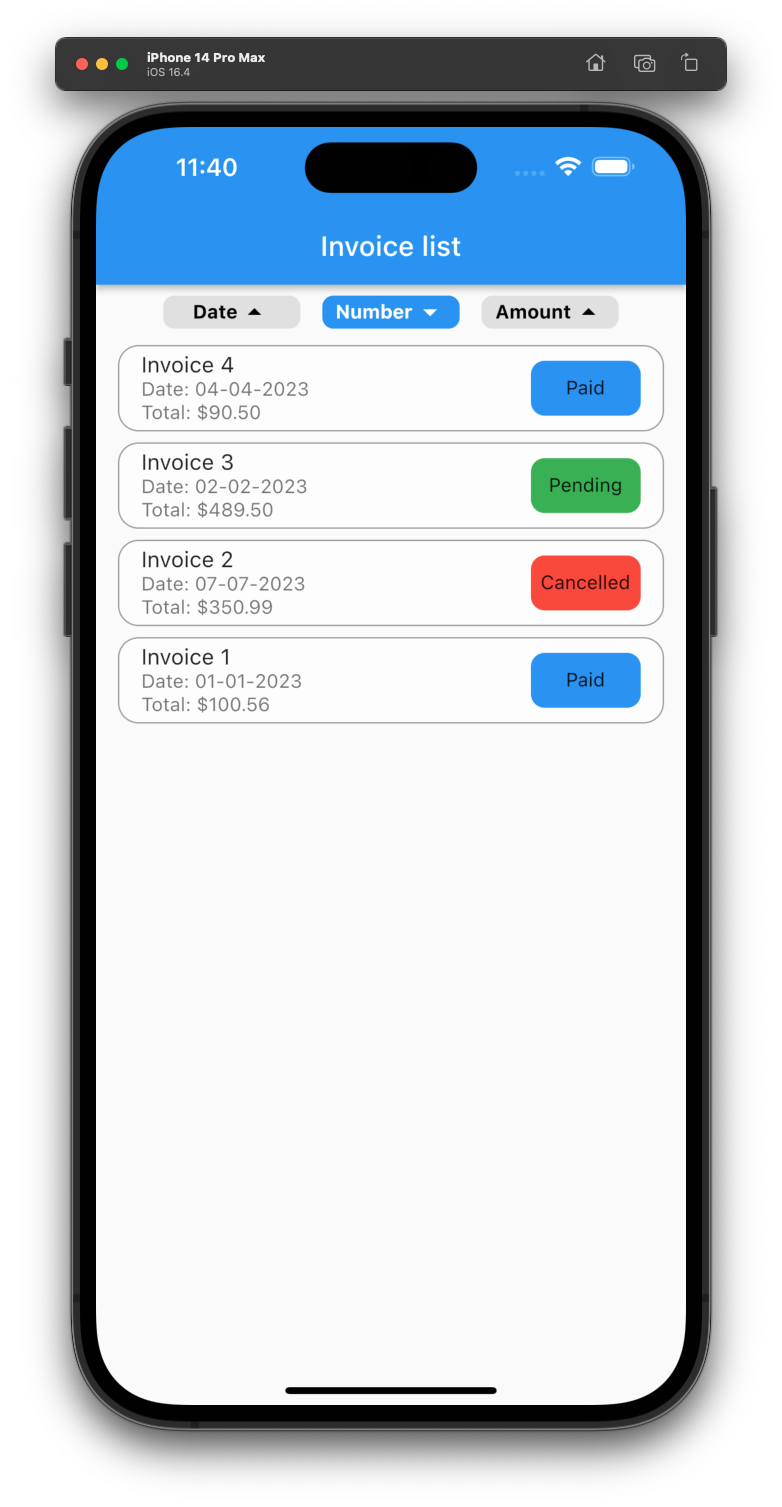 iPhone 14 Pro Max
iOS 16.4
11:40
Invoice list
Date Number Amount
Invoice 4
Date: 04-04-2023
Total: $90.50
Paid
Invoice 3
Date: 02-02-2023
Total: $489.50
Pending
Invoice 2
Date: 07-07-2023
Total: $350.99
Cancelled
Invoice 1
Date: 01-01-2023
Total: $100.56
Paid